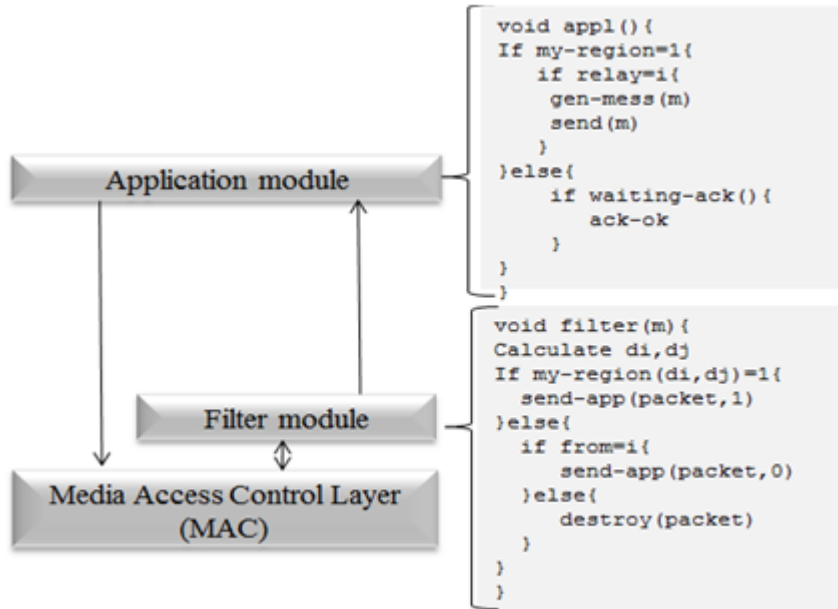 void appl(){
If my-region=1{
if relay=i{
gen-mess(m)
send(m)
}
}else{
if waiting-ack(){
ack-ok
}
}
}
Application module
void filter(m){
Calculate di,dj
If my-region(di,dj)=1{
send-app(packet,1)
}else{
if from=i{
send-app(packet,0)
}else{
destroy(packet)
}
}
}
Filter module
Media Access Control Layer
(MAC)